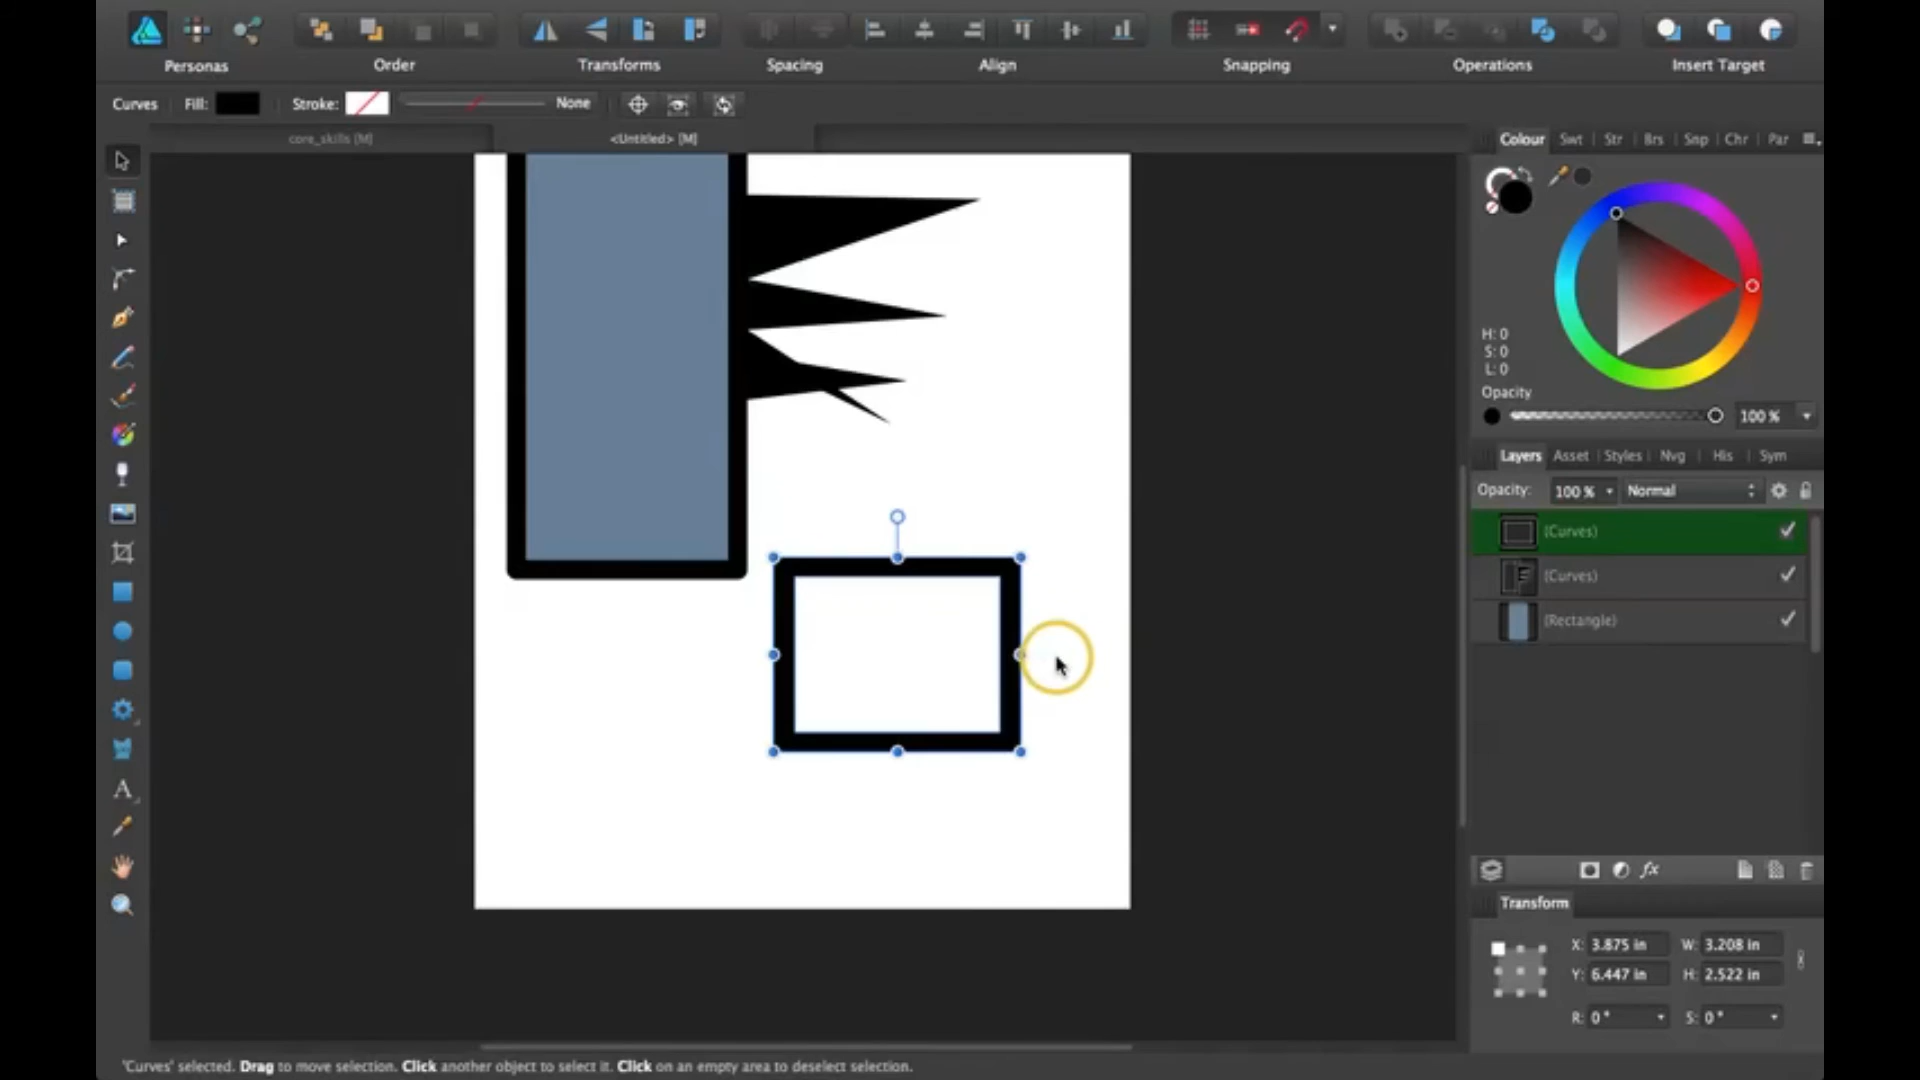 Personas Order Transforms Spacing Align Snapping Operations Insert Target
Curves Fill: Stroke: None
core_skills [M] <Untitled> [M]
Colour Swt Str Brs Snp Chr Par
H: 0
S: 0
L: 0
Opacity
100 %
Layers Asset Styles Nvg His Sym
Opacity: 100 % Normal
fx
(Curves)
(Curves)
(Rectangle)
A
Transform
X: 3.875 in W: 3.208 in
Y: 6.447 in H: 2.522 in
R: 0 ° S: 0 °
'Curves' selected. Drag to move selection. Click another object to select it. Click on an empty area to deselect selection.